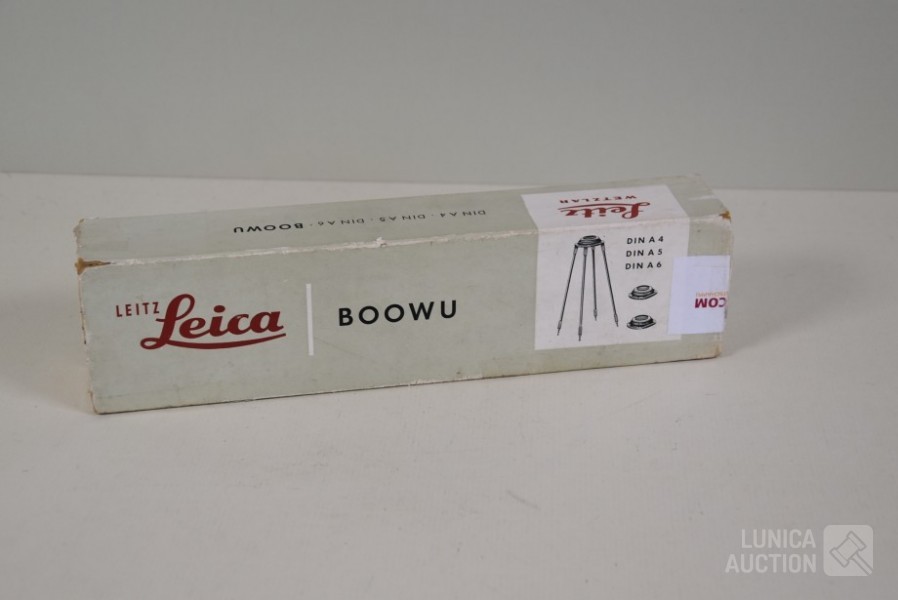 DIN A 4 · DIN A 5 · DIN A 6 · BOOWU
Leitz
WETZLAR
DIN A 4
DIN A 5
DIN A 6
LEITZ
Leica
BOOWU
COM
LUNICA
AUCTION